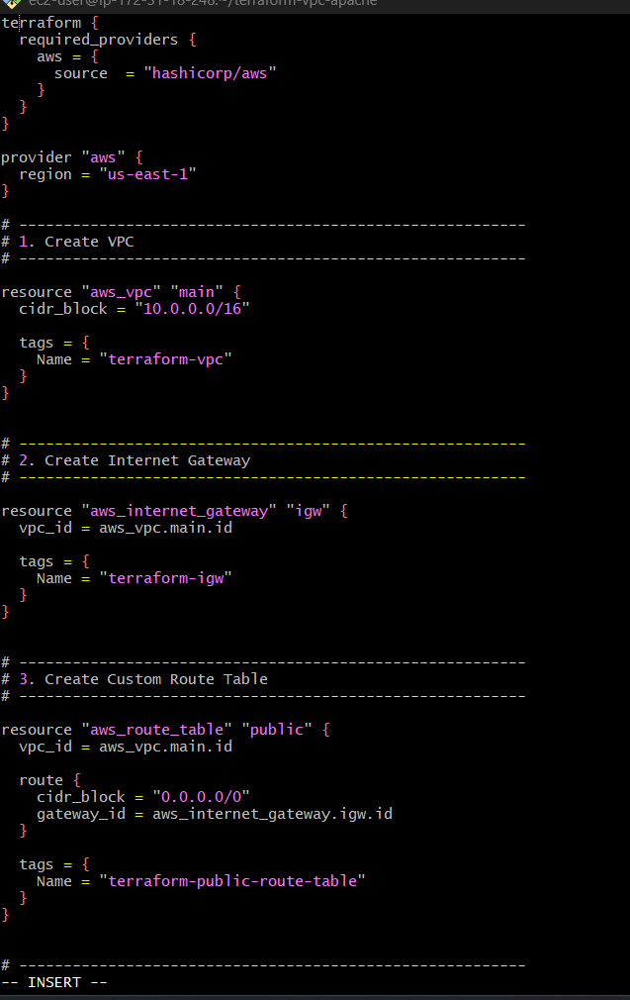 ec2-user@ip-172-31-18-248:~/terraform-vpc-apache
terraform {
  required_providers {
    aws = {
      source  = "hashicorp/aws"
    }
  }
}

provider "aws" {
  region = "us-east-1"
}

# ---------------------------------------------------------
# 1. Create VPC
# ---------------------------------------------------------

resource "aws_vpc" "main" {
  cidr_block = "10.0.0.0/16"

  tags = {
    Name = "terraform-vpc"
  }
}


# ---------------------------------------------------------
# 2. Create Internet Gateway
# ---------------------------------------------------------

resource "aws_internet_gateway" "igw" {
  vpc_id = aws_vpc.main.id

  tags = {
    Name = "terraform-igw"
  }
}


# ---------------------------------------------------------
# 3. Create Custom Route Table
# ---------------------------------------------------------

resource "aws_route_table" "public" {
  vpc_id = aws_vpc.main.id

  route {
    cidr_block = "0.0.0.0/0"
    gateway_id = aws_internet_gateway.igw.id
  }

  tags = {
    Name = "terraform-public-route-table"
  }
}


# ---------------------------------------------------------
-- INSERT --